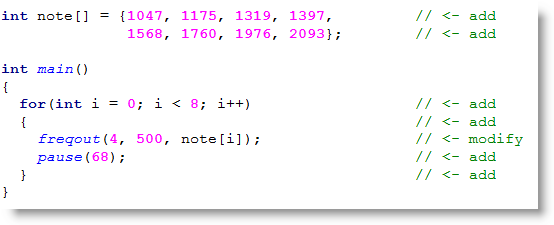 int note[] = {1047, 1175, 1319, 1397, // <- add
1568, 1760, 1976, 2093}; // <- add
int main()
{
for(int i = 0; i < 8; i++) // <- add
{ // <- add
freqout(4, 500, note[i]); // <- modify
pause(68); // <- add
} // <- add
}